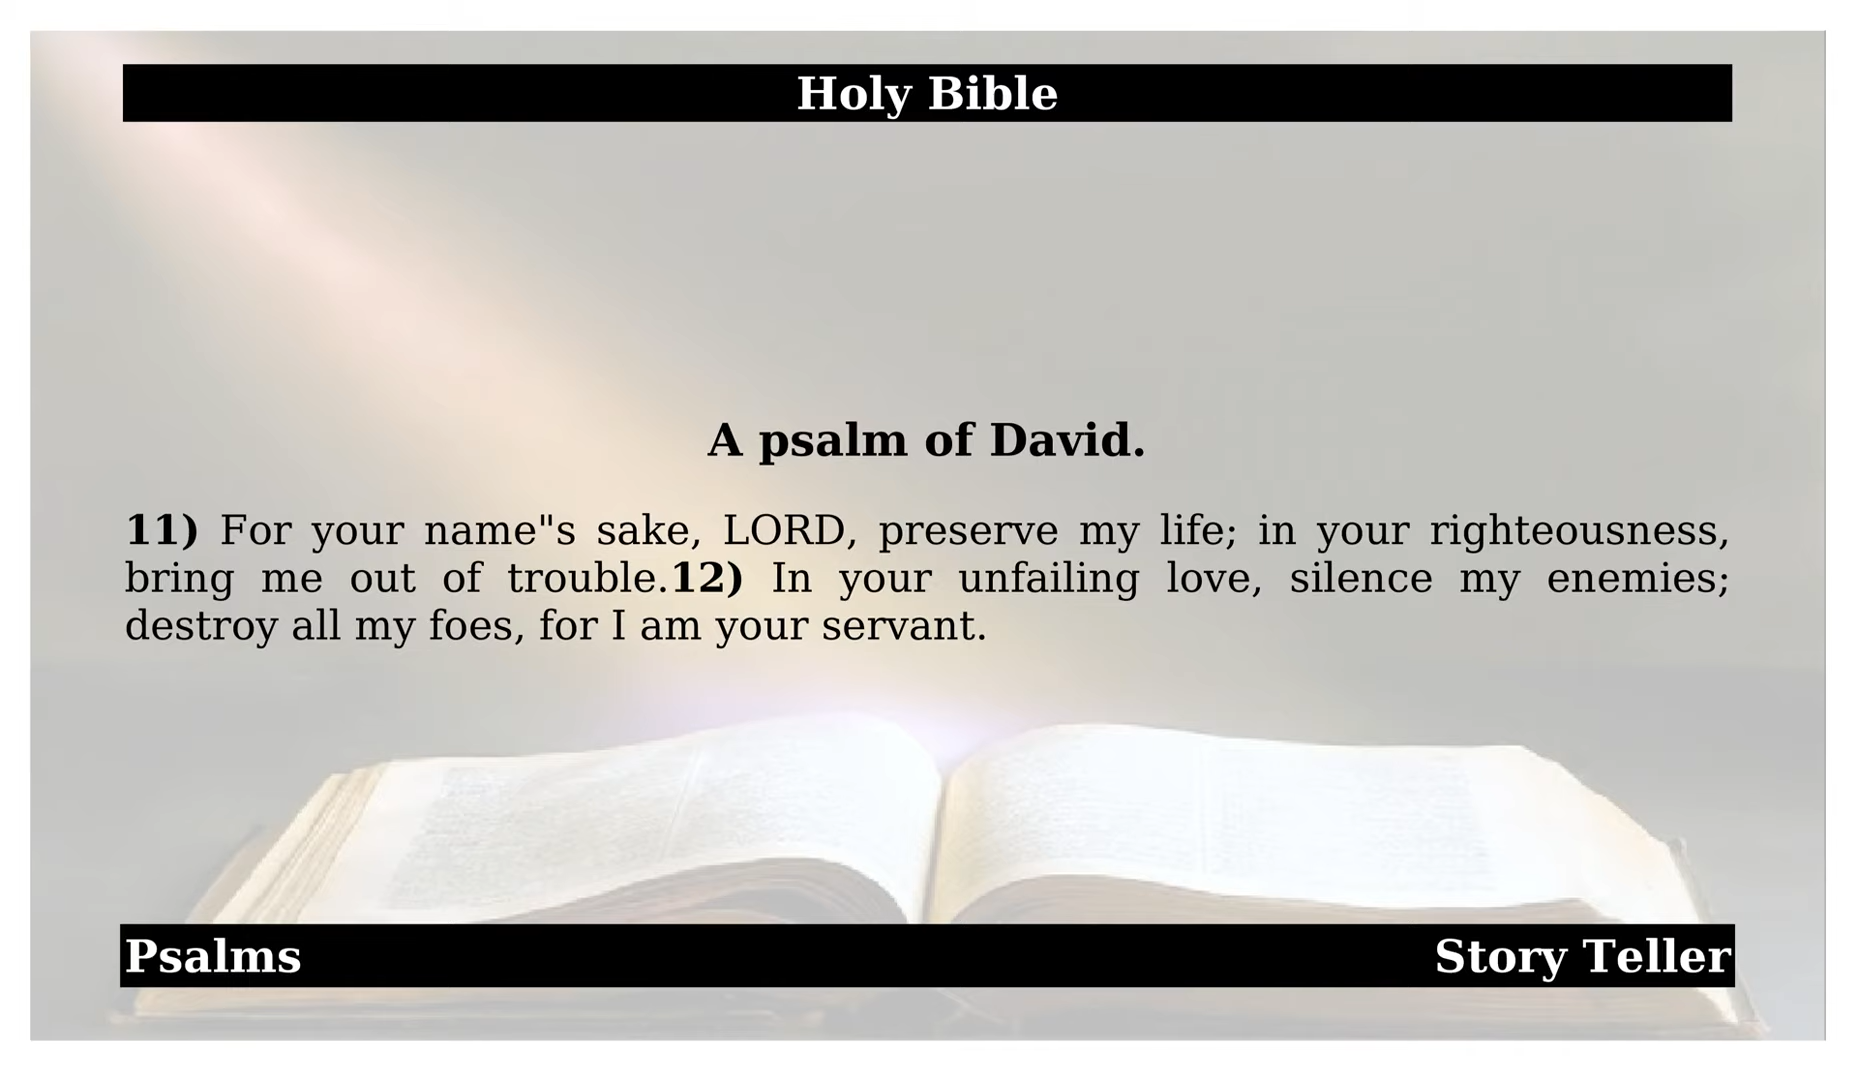 Holy Bible
A psalm of David.
11) For your name"s sake, LORD, preserve my life; in your righteousness,
bring me out of trouble.12) In your unfailing love, silence my enemies;
destroy all my foes, for I am your servant.
Psalms
Story Teller